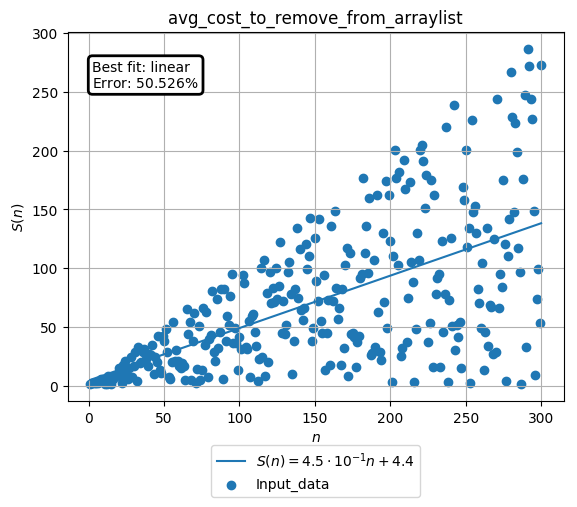 avg_cost_to_remove_from_arraylist
Best fit: linear
Error: 50.526%
300
250
200
150
100
50
0
S(n)
0 50 100 150 200 250 300
n
S(n) = 4.5 · 10⁻¹n + 4.4
Input_data